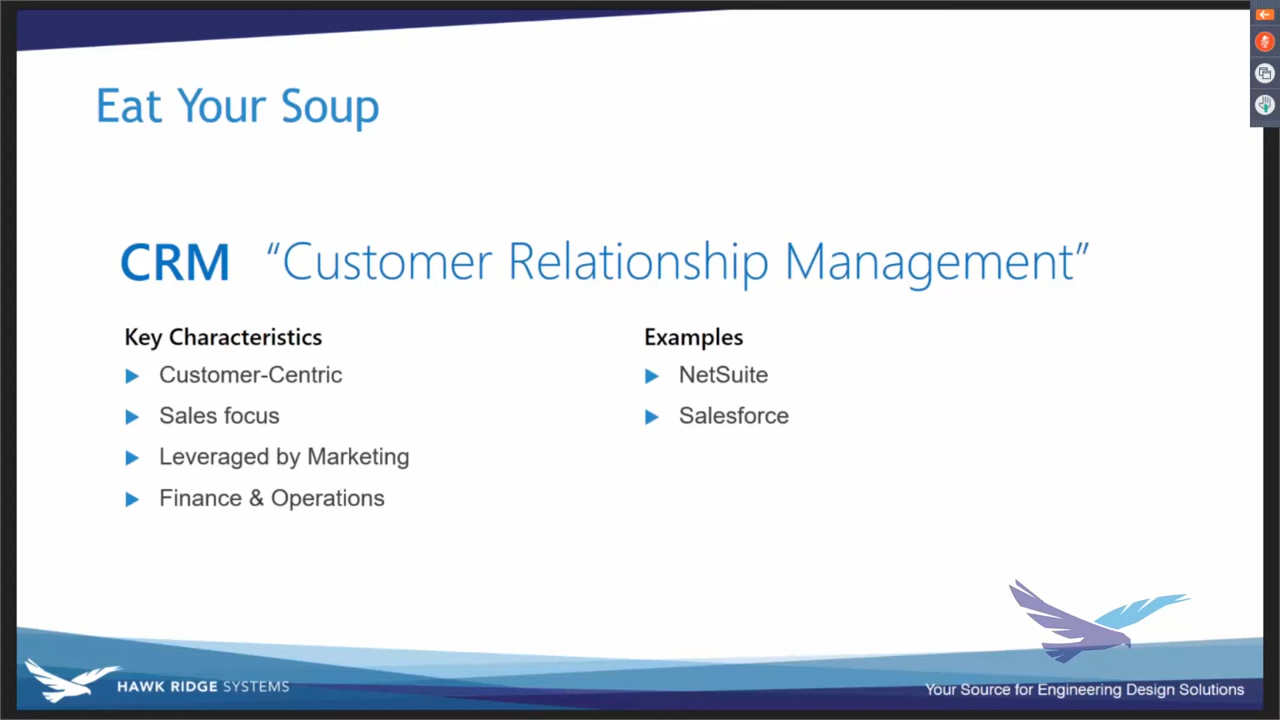 Eat Your Soup
CRM “Customer Relationship Management”
Key Characteristics
Customer-Centric
Sales focus
Leveraged by Marketing
Finance & Operations
Examples
NetSuite
Salesforce
HAWK RIDGE SYSTEMS
Your Source for Engineering Design Solutions